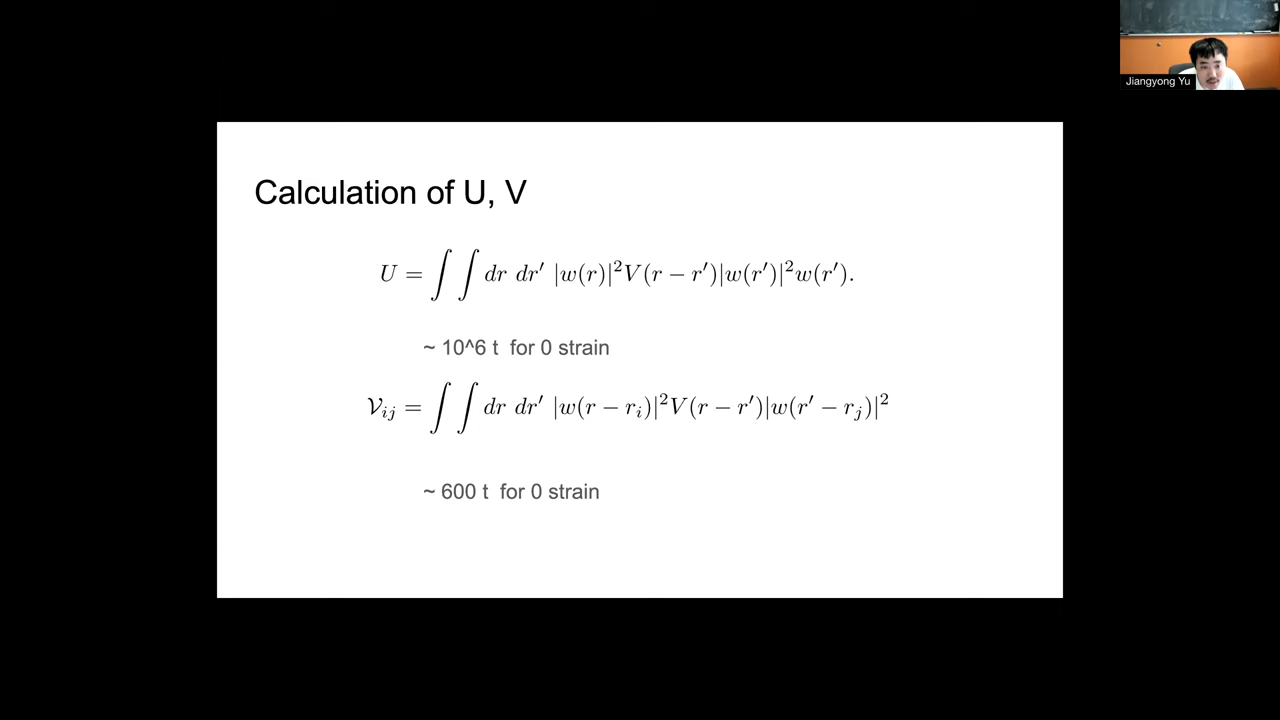 Jiangyong Yu
Calculation of U, V
U = ∫ ∫ dr dr′ |w(r)|²V(r − r′)|w(r′)|²w(r′).
~ 10^6 t for 0 strain
𝒱ᵢⱼ = ∫ ∫ dr dr′ |w(r − rᵢ)|²V(r − r′)|w(r′ − rⱼ)|²
~ 600 t for 0 strain